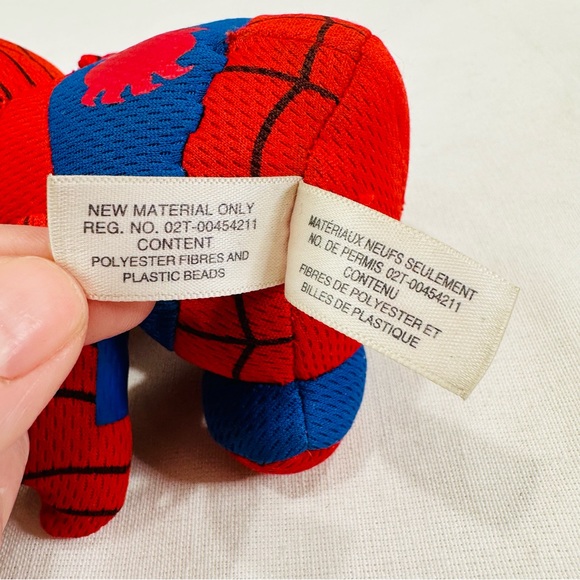 NEW MATERIAL ONLY
REG. NO. 02T-00454211
CONTENT
POLYESTER FIBRES AND
PLASTIC BEADS
MATÉRIAUX NEUFS SEULEMENT
NO. DE PERMIS 02T-00454211
CONTENU
FIBRES DE POLYESTER ET
BILLES DE PLASTIQUE